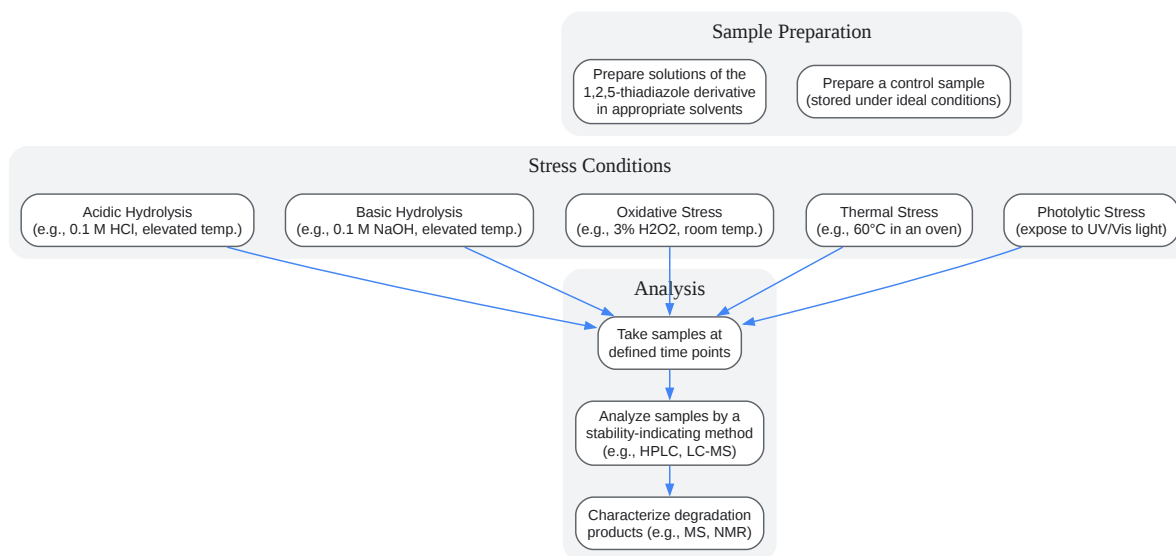 Sample Preparation
Prepare solutions of the
1,2,5-thiadiazole derivative
in appropriate solvents
Prepare a control sample
(stored under ideal conditions)
Stress Conditions
Acidic Hydrolysis
(e.g., 0.1 M HCl, elevated temp.)
Basic Hydrolysis
(e.g., 0.1 M NaOH, elevated temp.)
Oxidative Stress
(e.g., 3% H2O2, room temp.)
Thermal Stress
(e.g., 60°C in an oven)
Photolytic Stress
(expose to UV/Vis light)
Analysis
Take samples at
defined time points
Analyze samples by a
stability-indicating method
(e.g., HPLC, LC-MS)
Characterize degradation
products (e.g., MS, NMR)